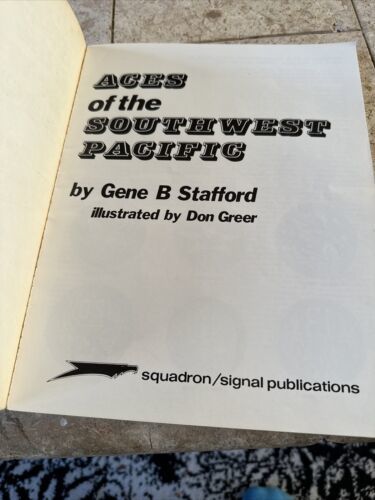 ACES
of the
SOUTHWEST
PACIFIC
by Gene B Stafford
illustrated by Don Greer
squadron/signal publications